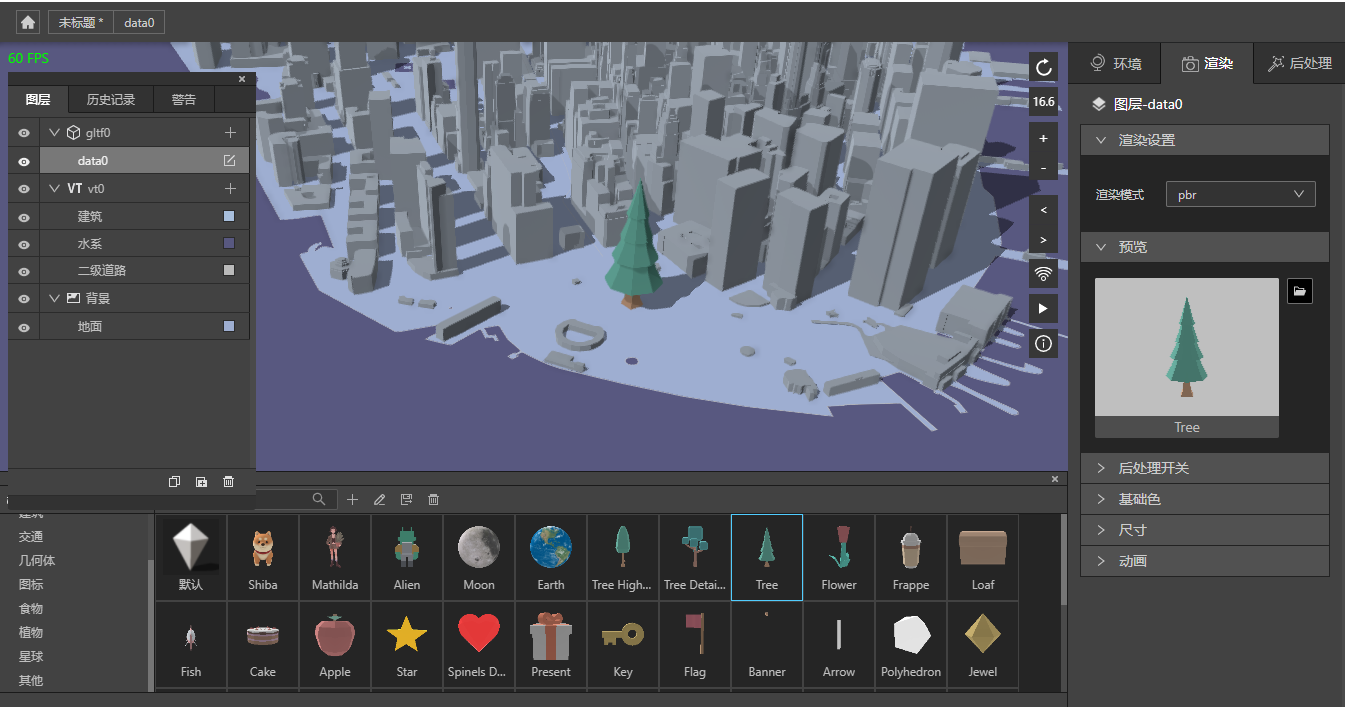 未标题 *
data0
60 FPS
图层
历史记录
警告
gltf0
data0
VT vt0
建筑
水系
二级道路
背景
地面
16.6
+
-
<
>
环境
渲染
后处理
图层-data0
渲染设置
渲染模式
pbr
预览
Tree
后处理开关
基础色
尺寸
动画
建筑
交通
几何体
图标
食物
植物
星球
其他
默认
Shiba
Mathilda
Alien
Moon
Earth
Tree High...
Tree Detai...
Tree
Flower
Frappe
Loaf
Fish
Cake
Apple
Star
Spinels D...
Present
Key
Flag
Banner
Arrow
Polyhedron
Jewel